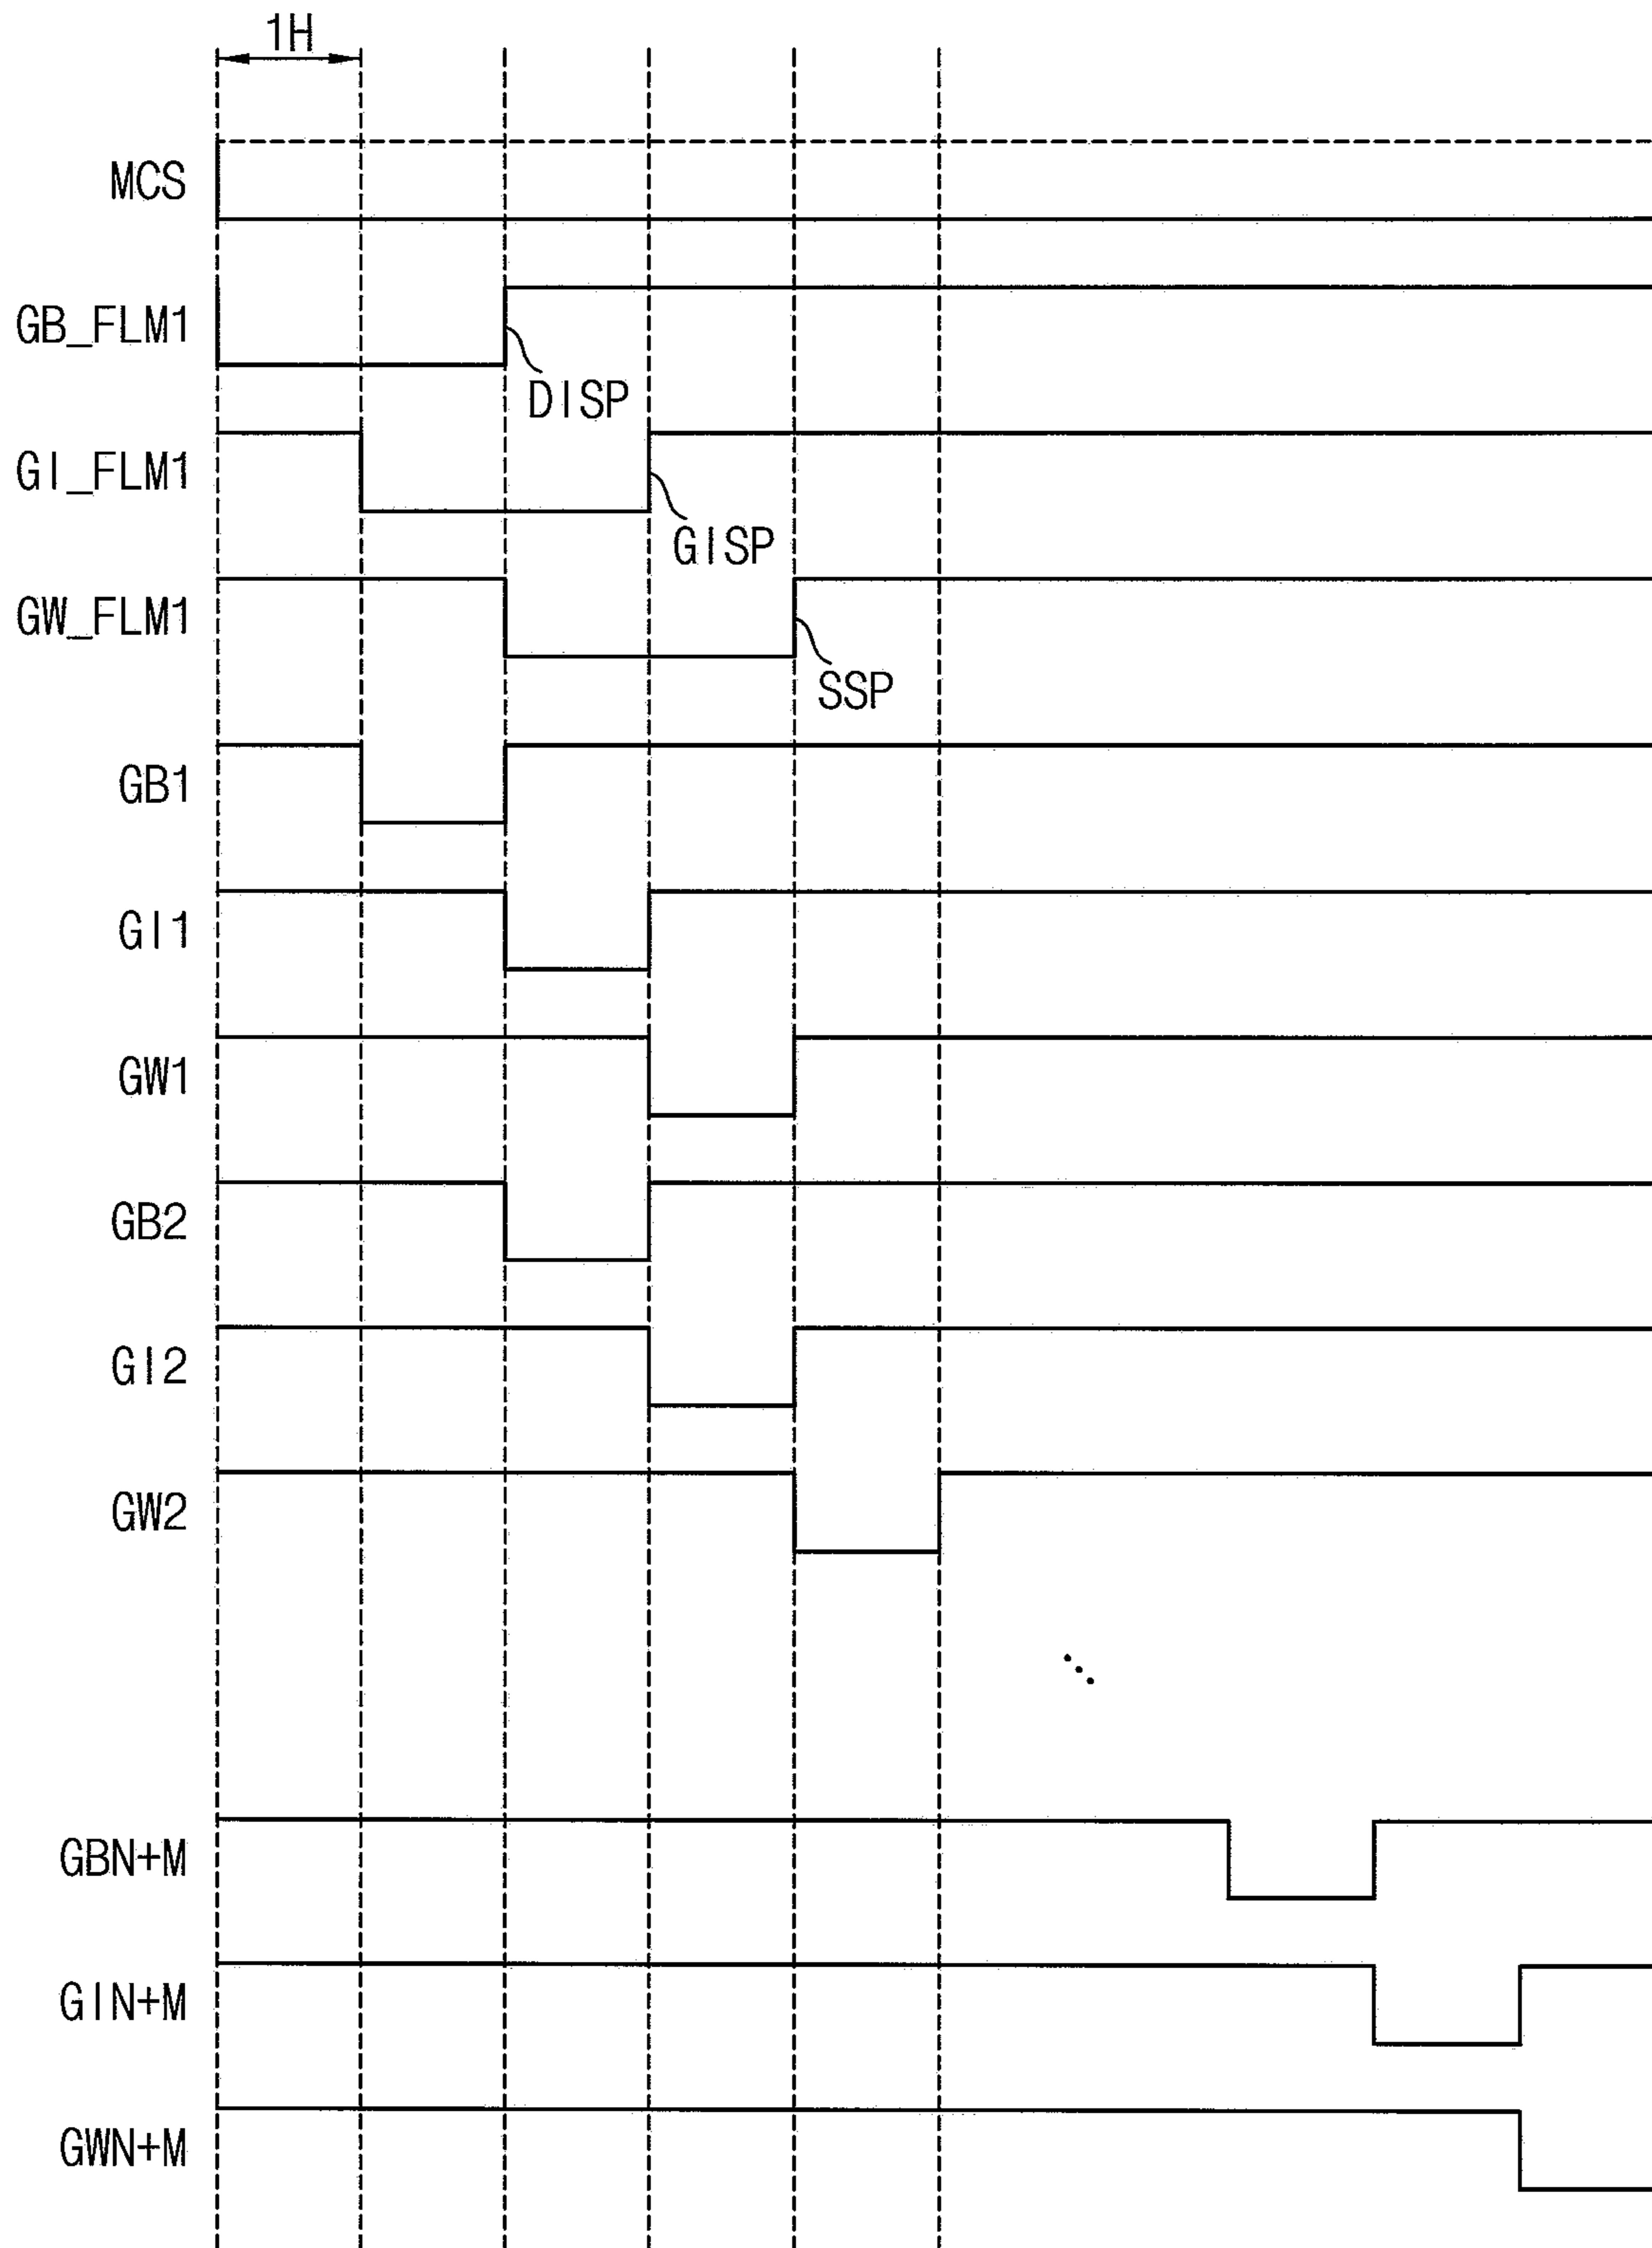 1H
MCS
GB_FLM1
DISP
GI_FLM1
GISP
GW_FLM1
SSP
GB1
GI1
GW1
GB2
GI2
GW2
GBN+M
GIN+M
GWN+M